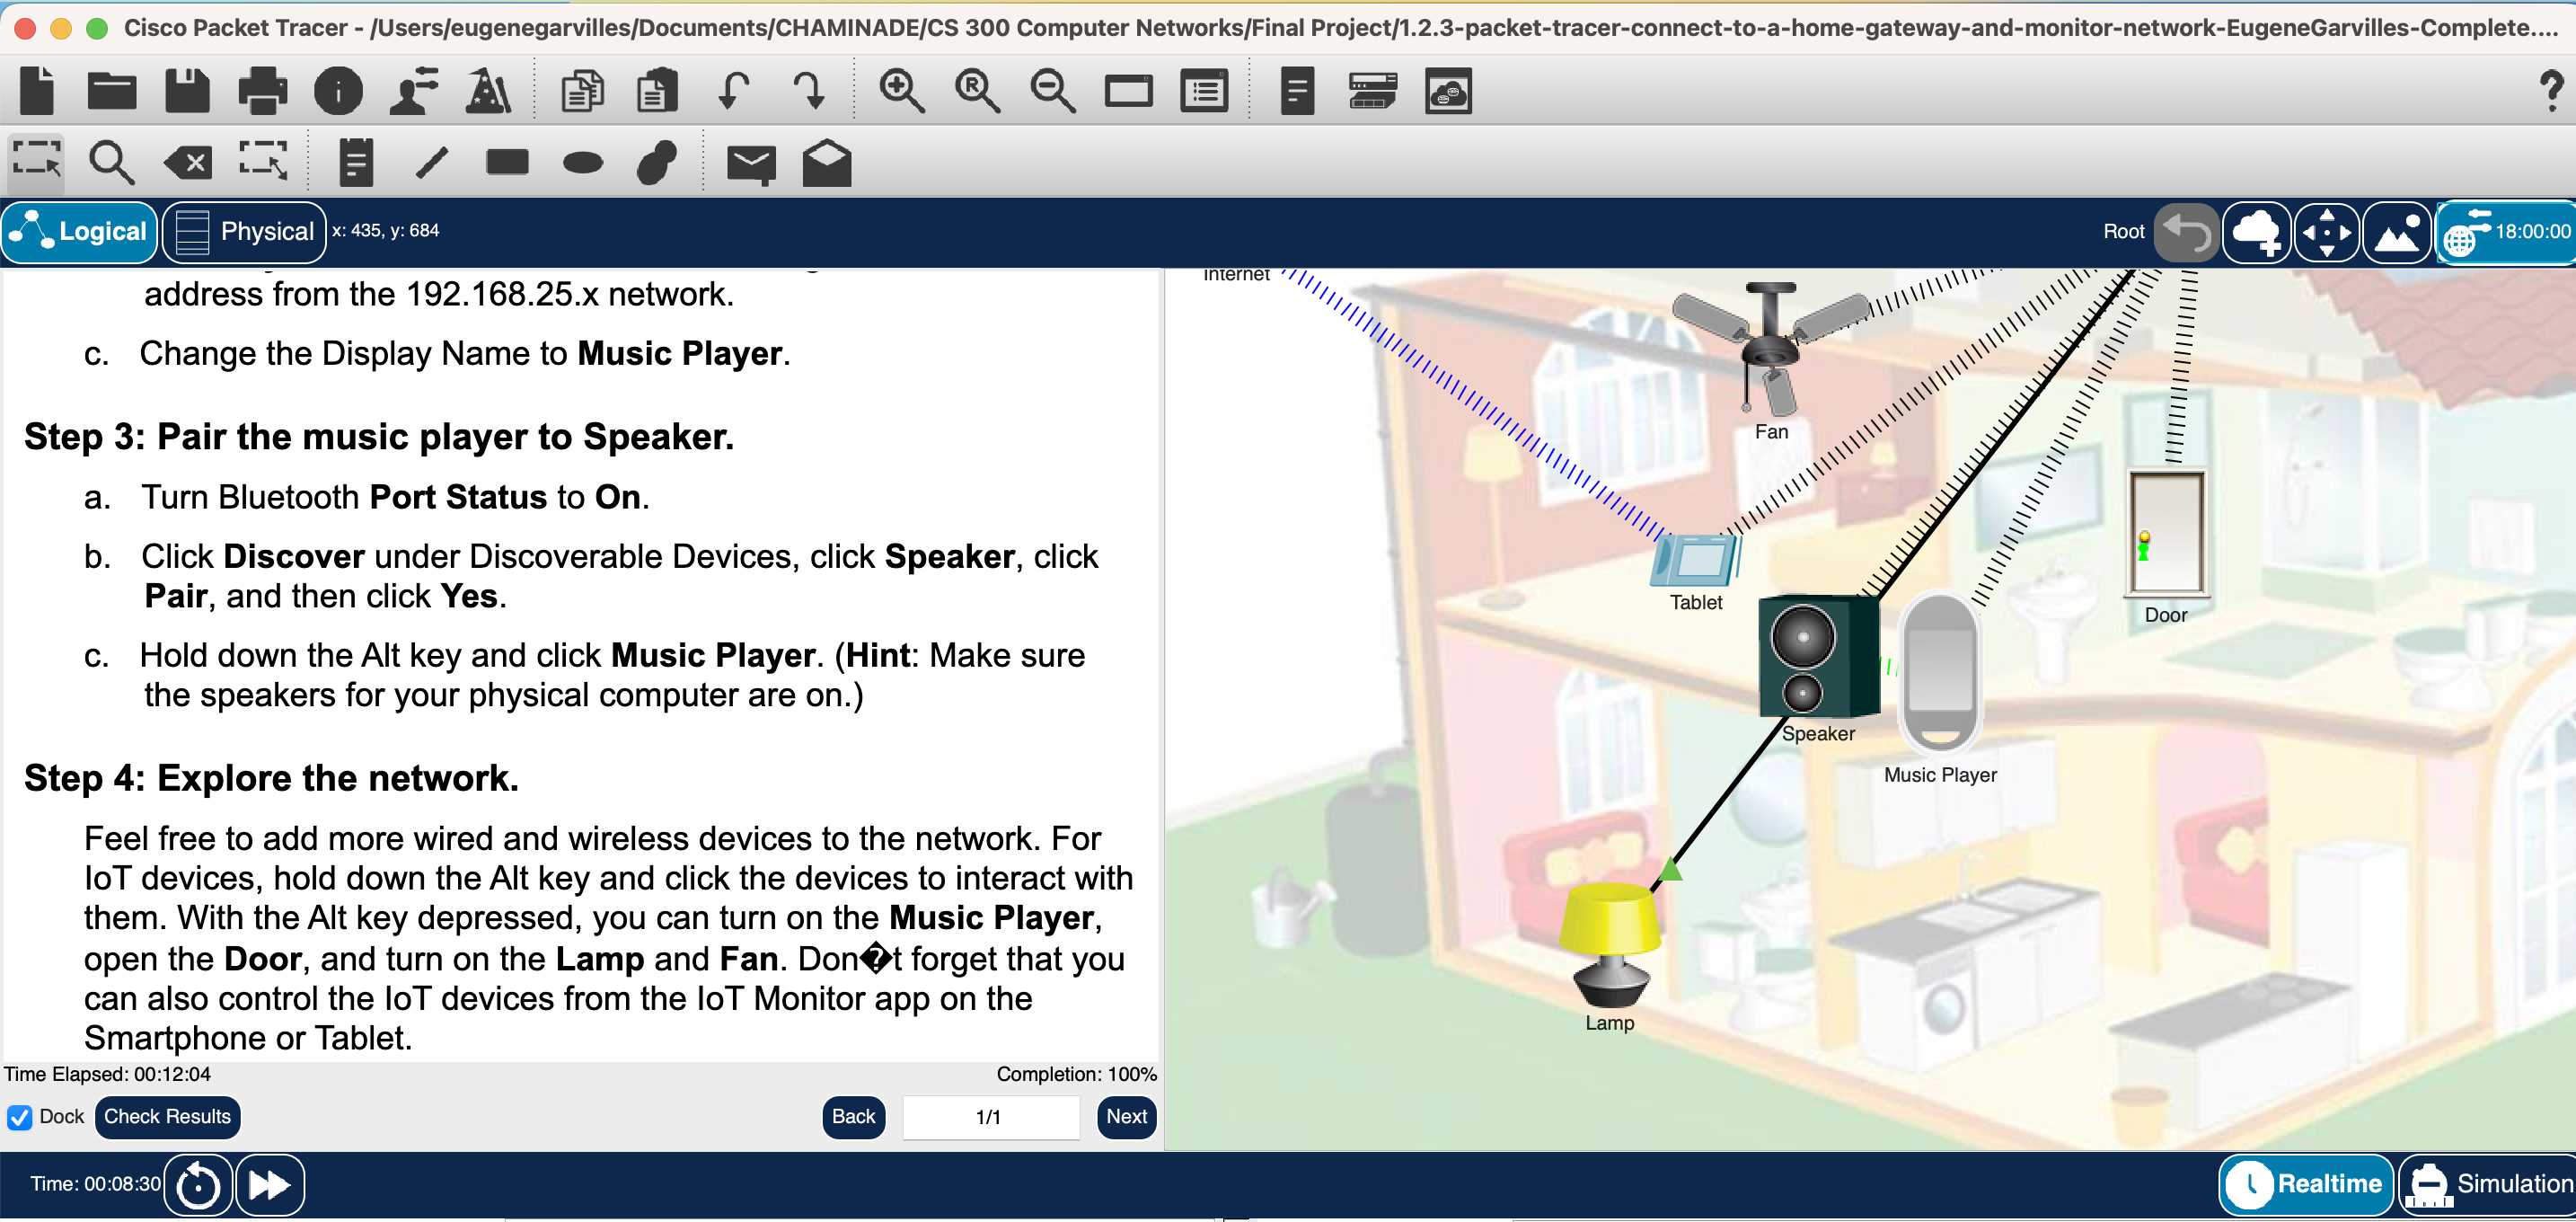 Cisco Packet Tracer - /Users/eugenegarvilles/Documents/CHAMINADE/CS 300 Computer Networks/Final Project/1.2.3-packet-tracer-connect-to-a-home-gateway-and-monitor-network-EugeneGarvilles-Complete....
Logical Physical x: 435, y: 684 Root 18:00:00
address from the 192.168.25.x network.
c. Change the Display Name to Music Player.
Step 3: Pair the music player to Speaker.
a. Turn Bluetooth Port Status to On.
b. Click Discover under Discoverable Devices, click Speaker, click
Pair, and then click Yes.
c. Hold down the Alt key and click Music Player. (Hint: Make sure
the speakers for your physical computer are on.)
Step 4: Explore the network.
Feel free to add more wired and wireless devices to the network. For
IoT devices, hold down the Alt key and click the devices to interact with
them. With the Alt key depressed, you can turn on the Music Player,
open the Door, and turn on the Lamp and Fan. Don�t forget that you
can also control the IoT devices from the IoT Monitor app on the
Smartphone or Tablet.
Time Elapsed: 00:12:04 Completion: 100%
Dock Check Results Back 1/1 Next
Internet
Fan
Tablet
Door
Speaker
Music Player
Lamp
Time: 00:08:30 Realtime Simulation